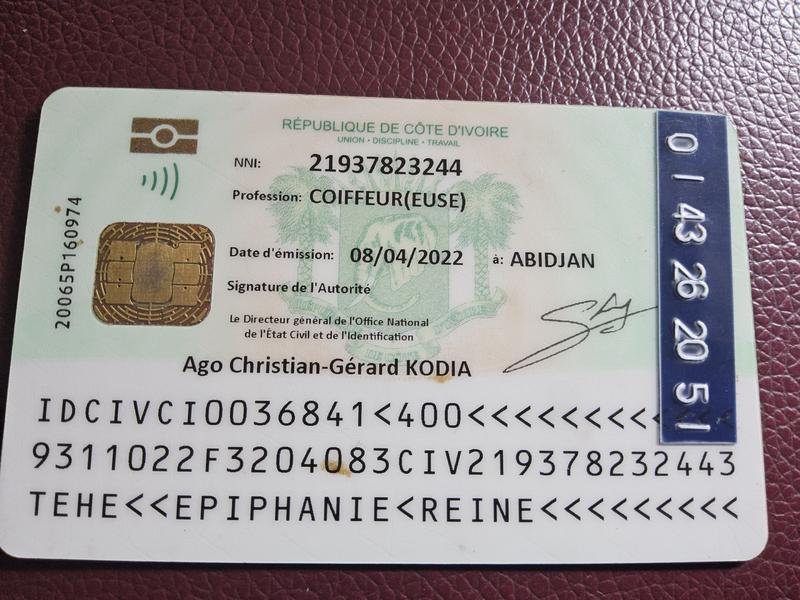 RÉPUBLIQUE DE CÔTE D'IVOIRE
UNION - DISCIPLINE - TRAVAIL
NNI: 21937823244
Profession: COIFFEUR(EUSE)
Date d'émission: 08/04/2022 à: ABIDJAN
Signature de l'Autorité
Le Directeur général de l'Office National
de l'État Civil et de l'Identification
Ago Christian-Gérard KODIA
20065P160974
01 43 26 20 51
IDCIVCI0036841<400<<<<<<<<<
9311022F3204083CIV219378232443
TEHE<<EPIPHANIE<REINE<<<<<<<<<